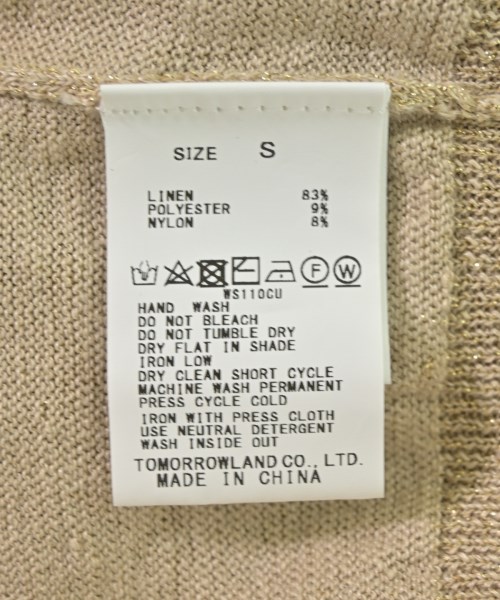 SIZE S
LINEN 83%
POLYESTER 9%
NYLON 8%
F W
WS110CU
HAND WASH
DO NOT BLEACH
DO NOT TUMBLE DRY
DRY FLAT IN SHADE
IRON LOW
DRY CLEAN SHORT CYCLE
MACHINE WASH PERMANENT
PRESS CYCLE COLD
IRON WITH PRESS CLOTH
USE NEUTRAL DETERGENT
WASH INSIDE OUT
TOMORROWLAND CO., LTD.
MADE IN CHINA